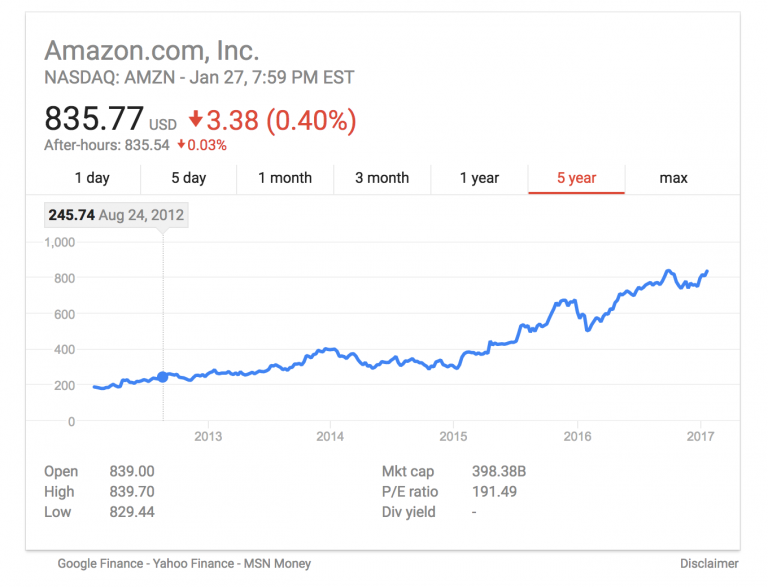 Amazon.com, Inc.
NASDAQ: AMZN - Jan 27, 7:59 PM EST
835.77 USD 3.38 (0.40%)
After-hours: 835.54 0.03%
1 day 5 day 1 month 3 month 1 year 5 year max
245.74 Aug 24, 2012
1,000
800
600
400
200
0
2013 2014 2015 2016 2017
Open 839.00 Mkt cap 398.38B
High 839.70 P/E ratio 191.49
Low 829.44 Div yield -
Google Finance - Yahoo Finance - MSN Money Disclaimer